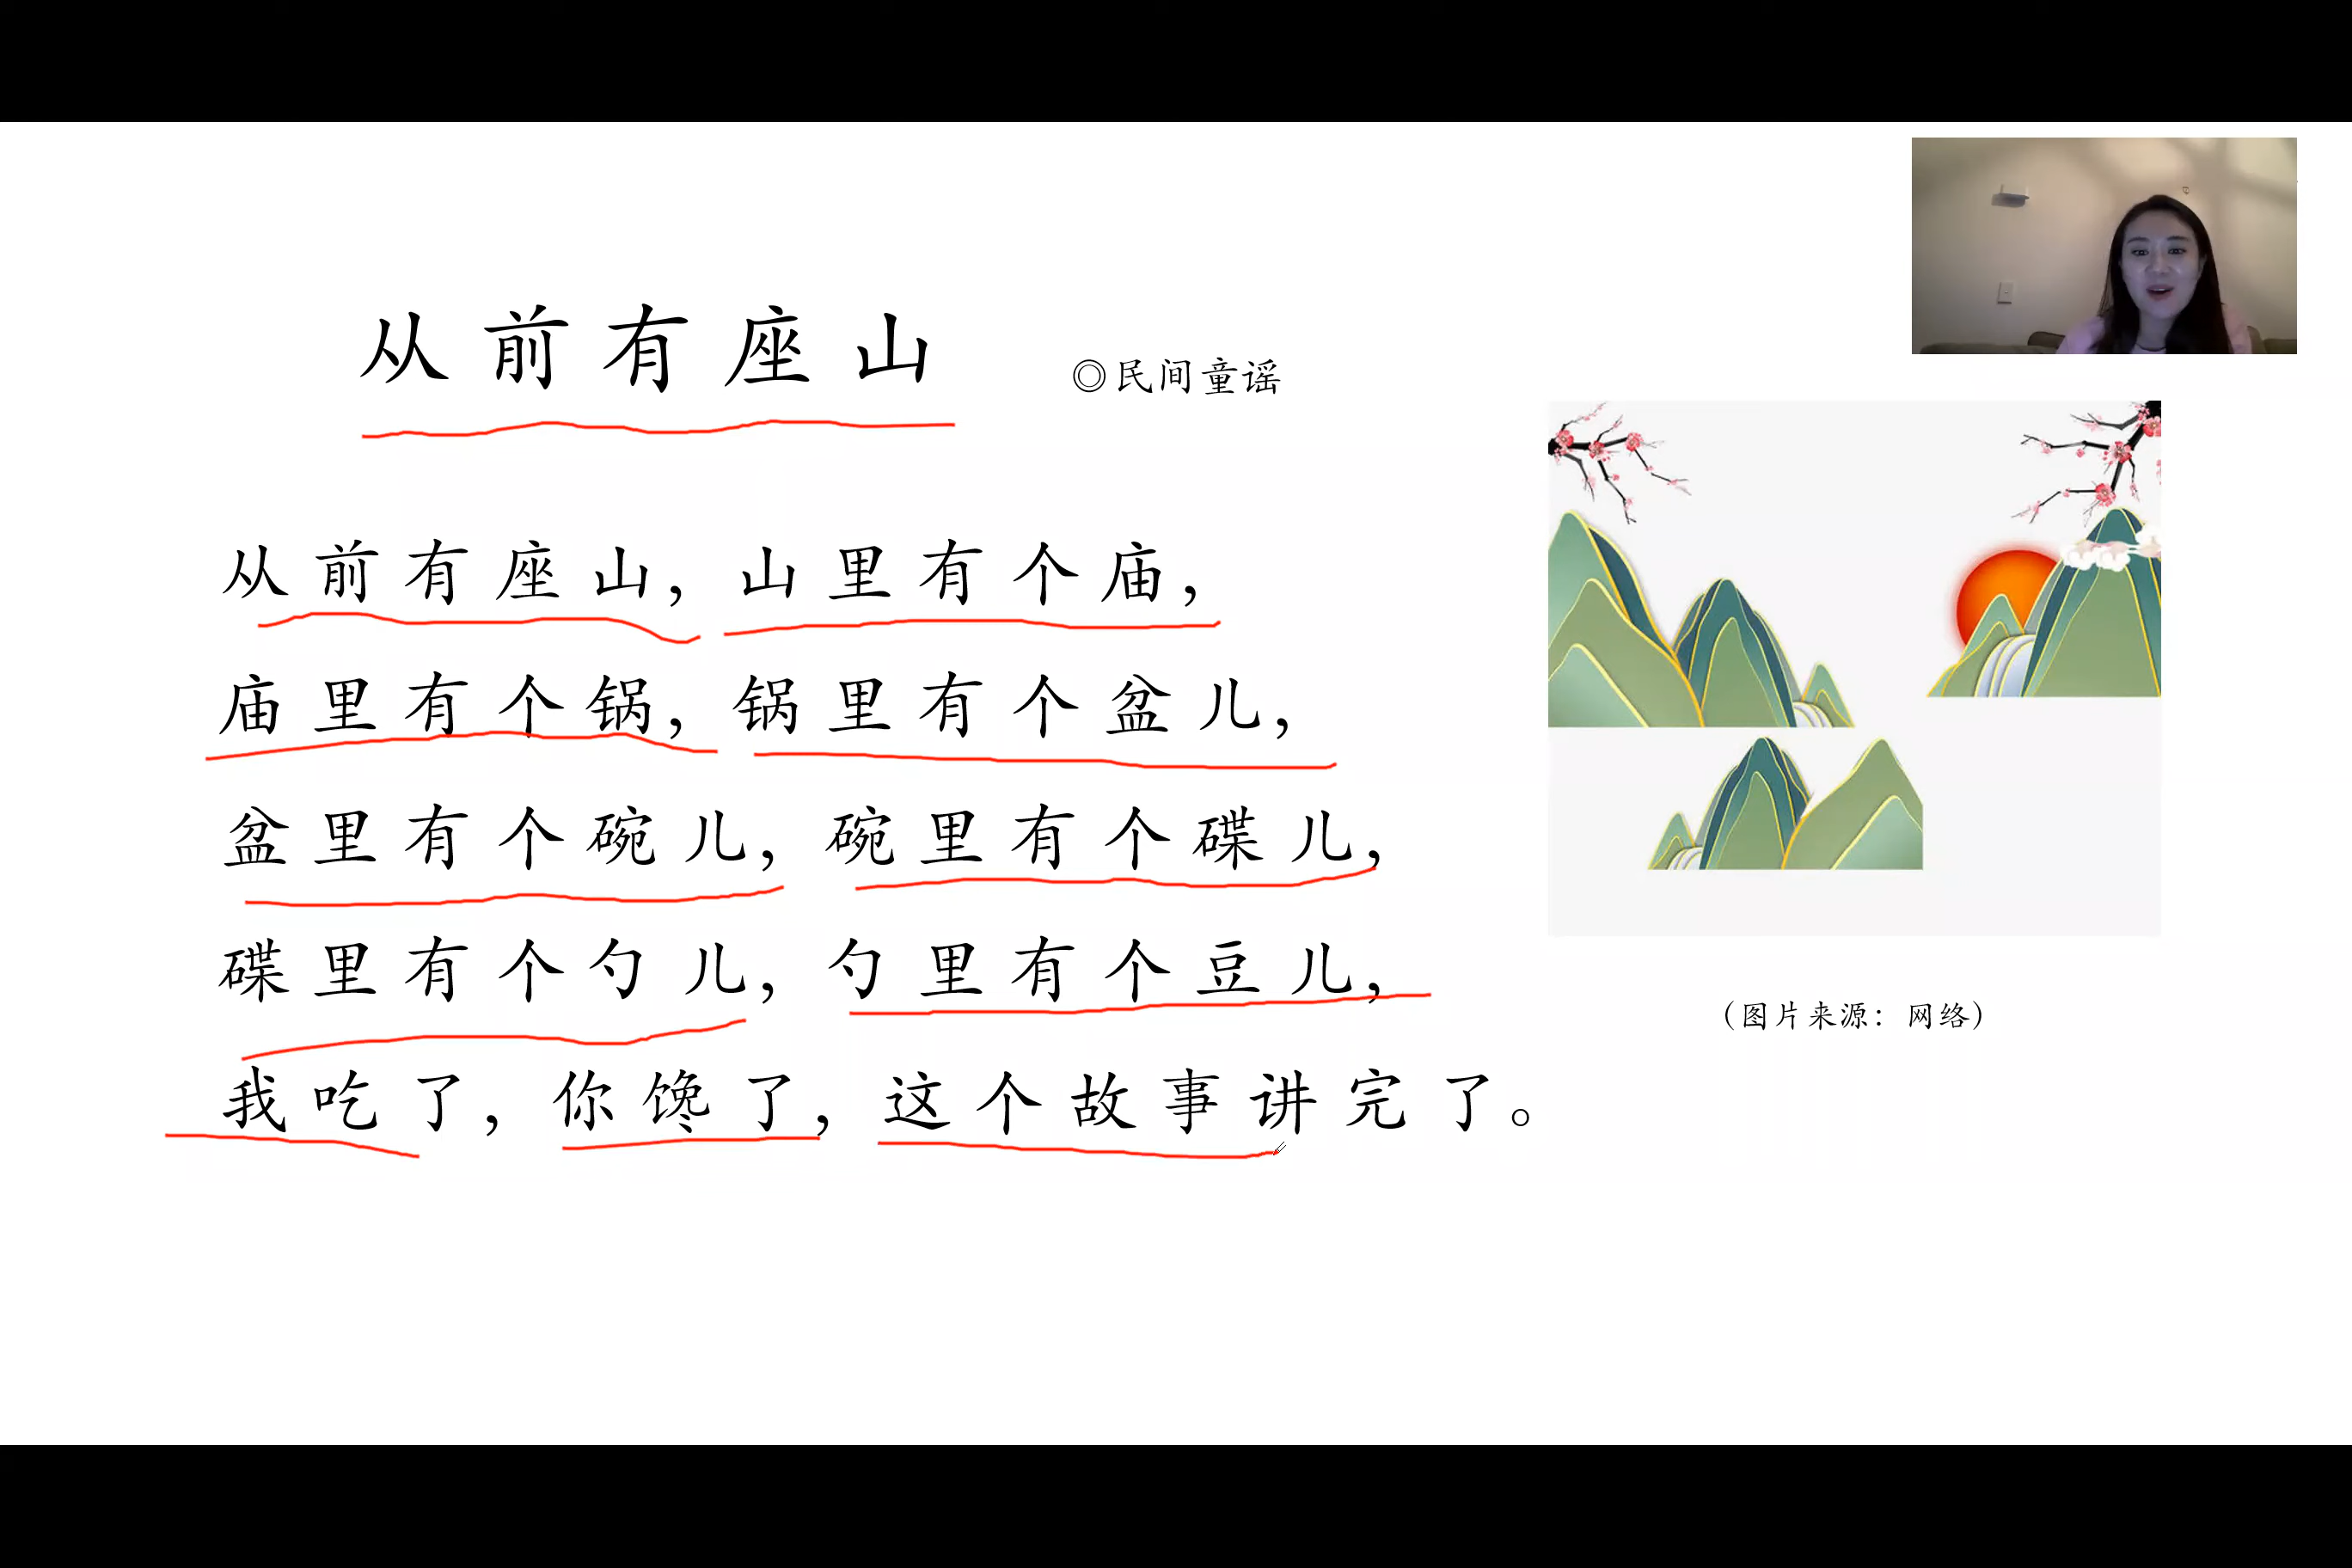 从前有座山 ◎民间童谣
从前有座山，山里有个庙，
庙里有个锅，锅里有个盆儿，
盆里有个碗儿，碗里有个碟儿，
碟里有个勺儿，勺里有个豆儿，
我吃了，你馋了，这个故事讲完了。
（图片来源：网络）